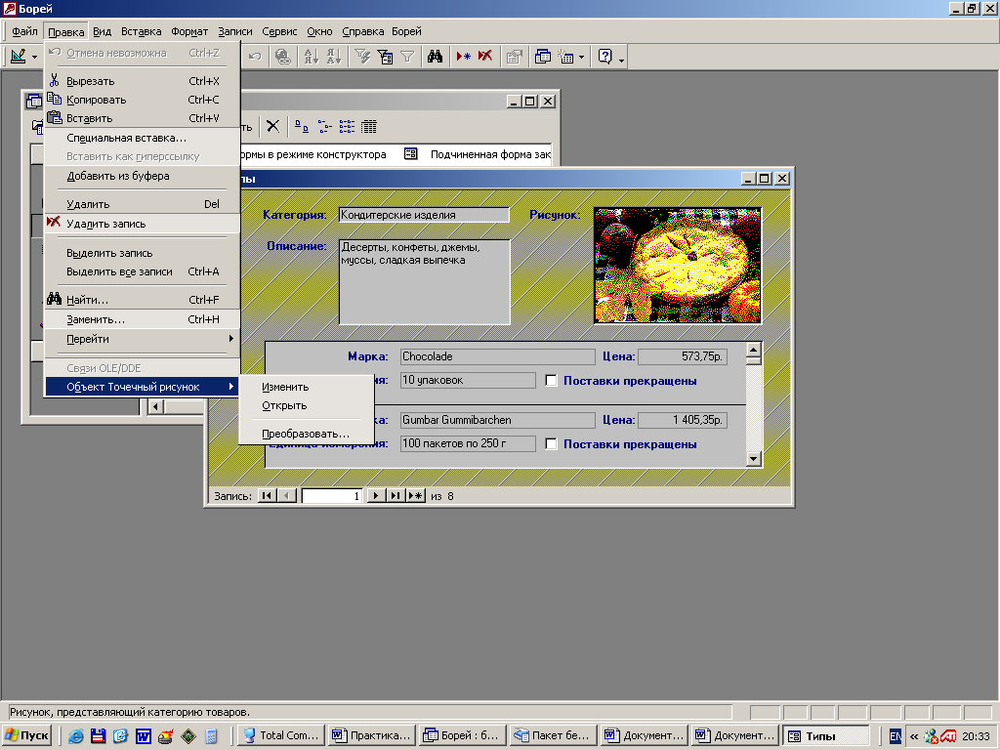 Борей
Файл Правка Вид Вставка Формат Записи Сервис Окно Справка Борей
Отмена невозможна Ctrl+Z
Вырезать Ctrl+X
Копировать Ctrl+C
Вставить Ctrl+V
Специальная вставка...
Вставить как гиперссылку
Добавить из буфера
Удалить Del
Удалить запись
Выделить запись
Выделить все записи Ctrl+A
Найти... Ctrl+F
Заменить... Ctrl+H
Перейти
Связи OLE/DDE
Объект Точечный рисунок
Изменить
Открыть
Преобразовать...
ть
рмы в режиме конструктора Подчиненная форма зак
пы
Категория: Кондитерские изделия Рисунок:
Описание: Десерты, конфеты, джемы,
муссы, сладкая выпечка
Марка: Chocolade Цена: 573,75р.
ия: 10 упаковок Поставки прекращены
ка: Gumbar Gummibarchen Цена: 1 405,35р.
Единица измерения: 100 пакетов по 250 г Поставки прекращены
Запись: 1 из 8
Рисунок, представляющий категорию товаров.
Пуск Total Com... Практика... Борей : б... Пакет бе... Документ... Документ... Типы EN « 20:33